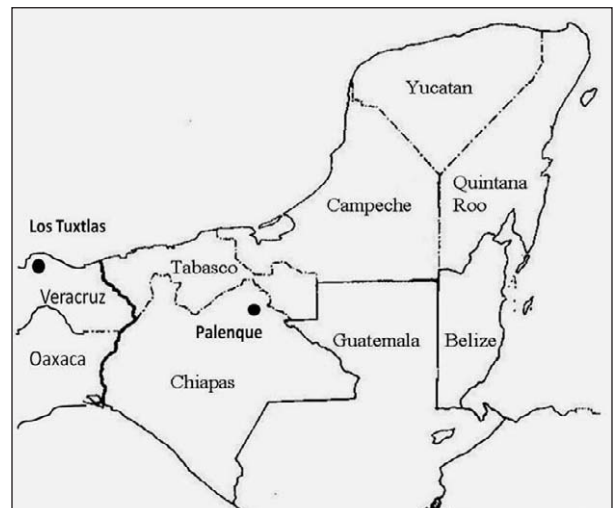 Yucatan
Campeche
Quintana
Roo
Los Tuxtlas
Tabasco
Veracruz
Palenque
Guatemala
Belize
Oaxaca
Chiapas